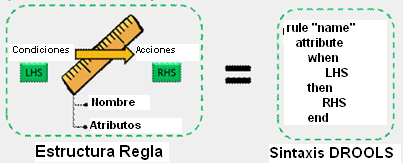 Condiciones
Acciones
LHS
RHS
Nombre
Atributos
Estructura Regla
=
rule "name"
attribute
when
LHS
then
RHS
end
Sintaxis DROOLS